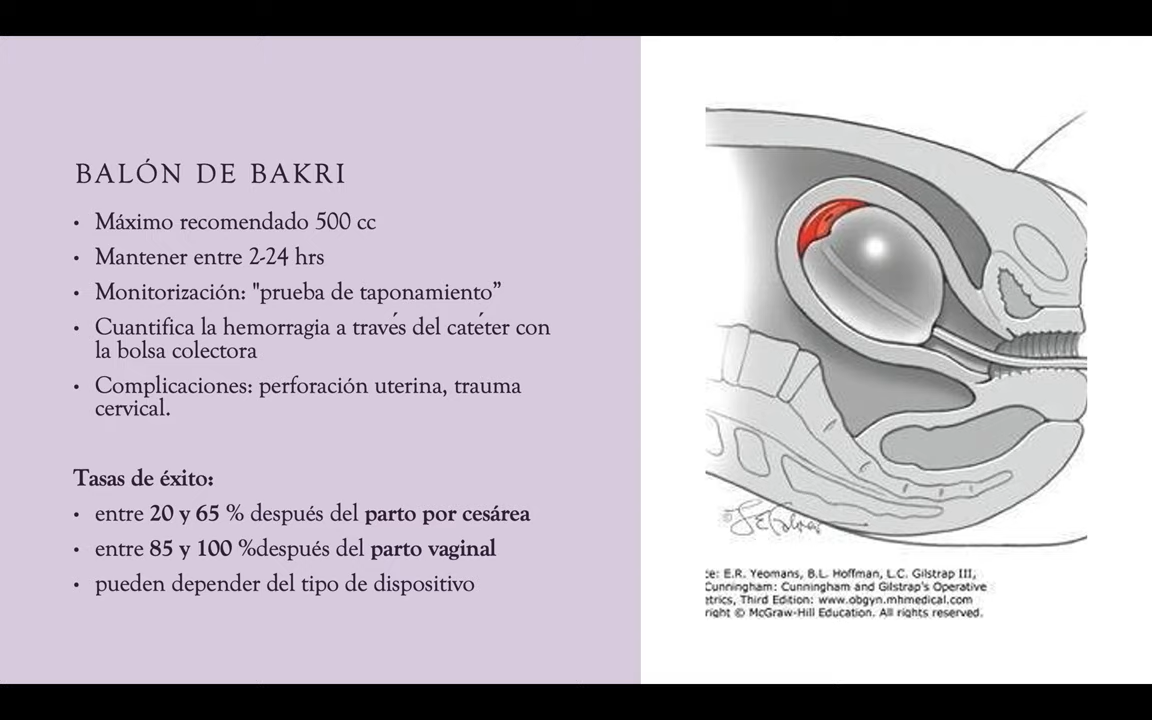 BALÓN DE BAKRI
• Máximo recomendado 500 cc
• Mantener entre 2-24 hrs
• Monitorización: "prueba de taponamiento”
• Cuantifica la hemorragia a través del catéter con
la bolsa colectora
• Complicaciones: perforación uterina, trauma
cervical.
Tasas de éxito:
• entre 20 y 65 % después del parto por cesárea
• entre 85 y 100 %después del parto vaginal
• pueden depender del tipo de dispositivo
ce: E.R. Yeomans, B.L. Hoffman, L.C. Gilstrap III,
Cunningham: Cunningham and Gilstrap's Operative
etrics, Third Edition: www.obgyn.mhmedical.com
right © McGraw-Hill Education. All rights reserved.